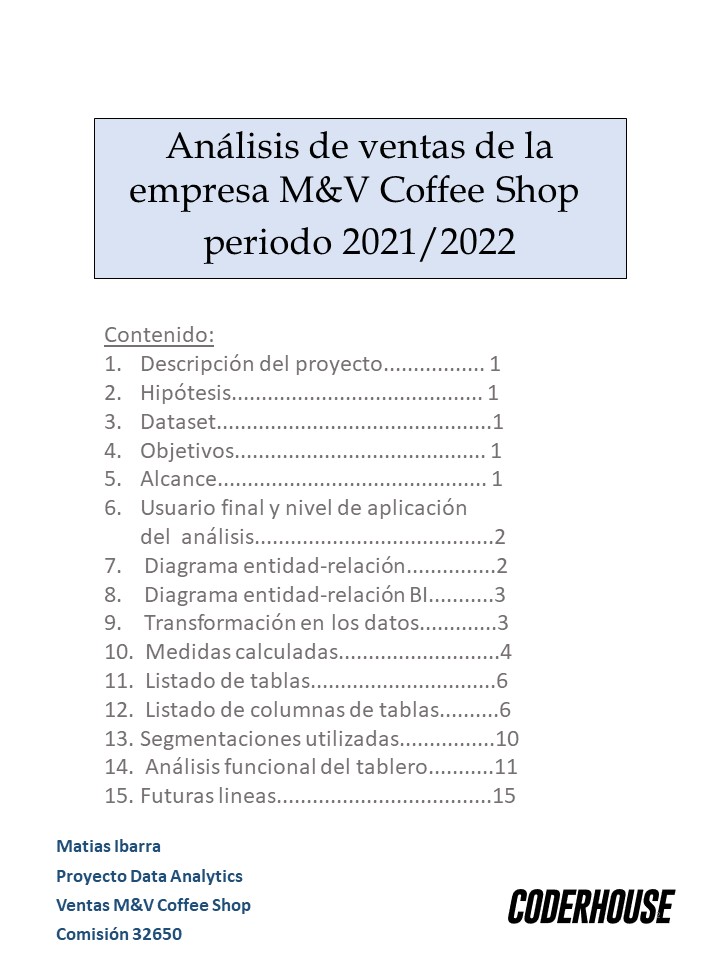 Análisis de ventas de la
empresa M&V Coffee Shop
periodo 2021/2022
Contenido:
1. Descripción del proyecto................. 1
2. Hipótesis.......................................... 1
3. Dataset..............................................1
4. Objetivos.......................................... 1
5. Alcance............................................. 1
6. Usuario final y nivel de aplicación
del análisis........................................2
7. Diagrama entidad-relación...............2
8. Diagrama entidad-relación BI...........3
9. Transformación en los datos.............3
10. Medidas calculadas...........................4
11. Listado de tablas...............................6
12. Listado de columnas de tablas..........6
13. Segmentaciones utilizadas................10
14. Análisis funcional del tablero...........11
15. Futuras lineas....................................15
Matias Ibarra
Proyecto Data Analytics
Ventas M&V Coffee Shop
Comisión 32650
CODERHOUSE